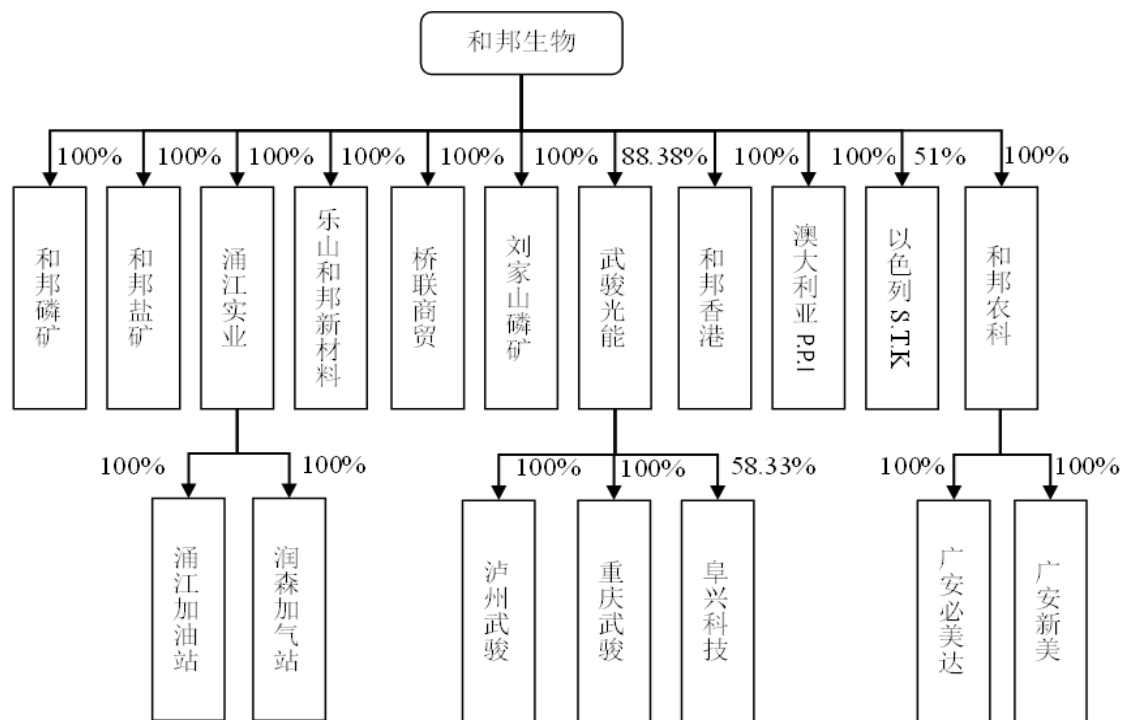 和邦生物
100% 100% 100% 100% 100% 100% 88.38% 100% 100% 51% 100%
和邦磷矿
和邦盐矿
涌江实业
乐山和邦新材料
桥联商贸
刘家山磷矿
武骏光能
和邦香港
澳大利亚 P.P.I
以色列 S.T.K
和邦农科
100% 100% 100% 100% 58.33% 100% 100%
涌江加油站
润森加气站
泸州武骏
重庆武骏
阜兴科技
广安必美达
广安新美